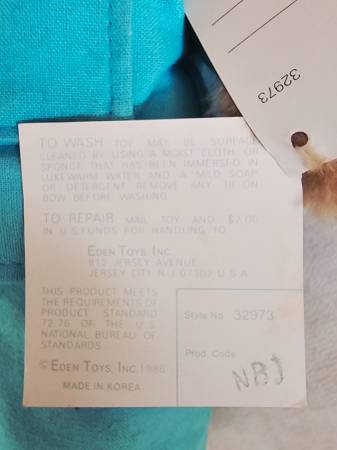 32973
TO WASH TOY MAY BE SURFACE
CLEANED BY USING A MOIST CLOTH OR
SPONGE THAT HAS BEEN IMMERSED IN
LUKEWARM WATER AND A MILD SOAP
OR DETERGENT REMOVE ANY TIE ON
BOW BEFORE WASHING.
TO REPAIR MAIL TOY AND $2.00
IN U.S FUNDS FOR HANDLING TO
EDEN TOYS, INC.
812 JERSEY AVENUE
JERSEY CITY N J 07302 U S A
THIS PRODUCT MEETS
THE REQUIREMENTS OF
PRODUCT STANDARD
72.76 OF THE U.S.
NATIONAL BUREAU OF
STANDARDS.
© EDEN TOYS, INC. 1986
MADE IN KOREA
Style No. 32973
Prod. Code
NBJ